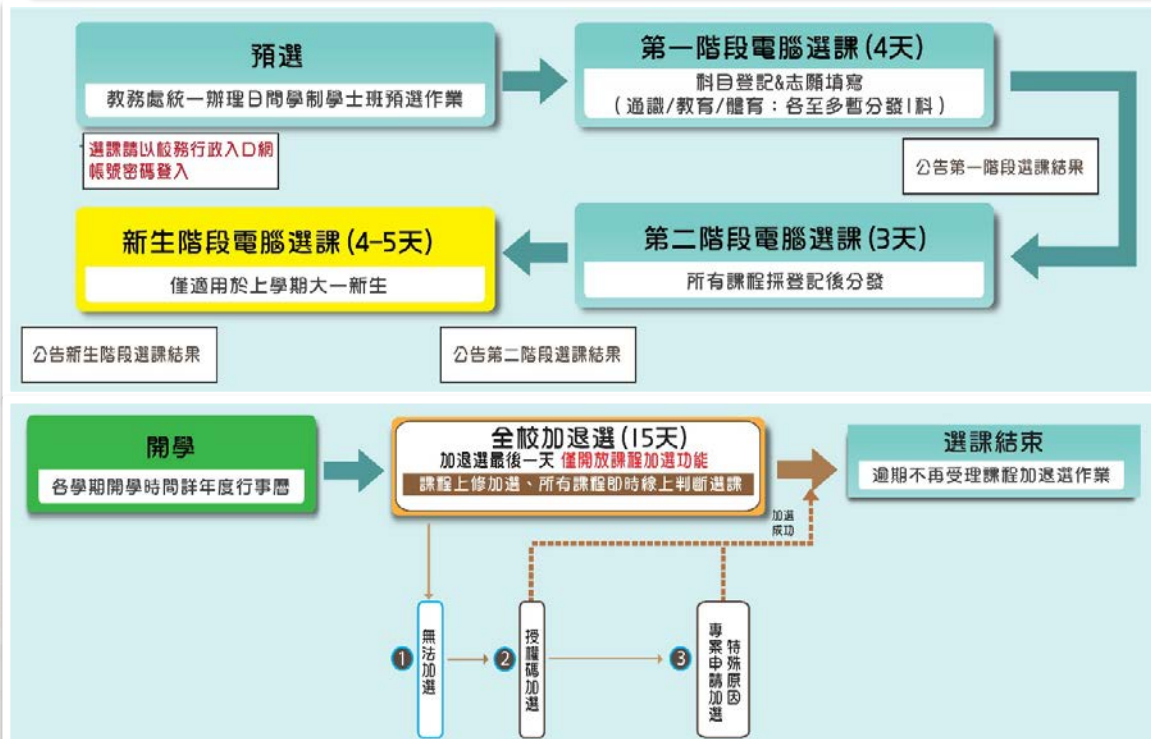 預選
教務處統一辦理日間學制學士班預選作業
選課請以校務行政入口網
帳號密碼登入
第一階段電腦選課(4天)
科目登記&志願填寫
(通識/教育/體育：各至多暫分發1科)
公告第一階段選課結果
第二階段電腦選課(3天)
所有課程採登記後分發
公告第二階段選課結果
新生階段電腦選課(4-5天)
僅適用於上學期大一新生
公告新生階段選課結果
開學
各學期開學時間詳年度行事曆
全校加退選(15天)
加退選最後一天 僅開放課程加選功能
課程上修加選、所有課程即時線上判斷選課
選課結束
逾期不再受理課程加退選作業
加選
成功
1
無法加選
2
授權碼加選
3
特殊原因
專案申請加選